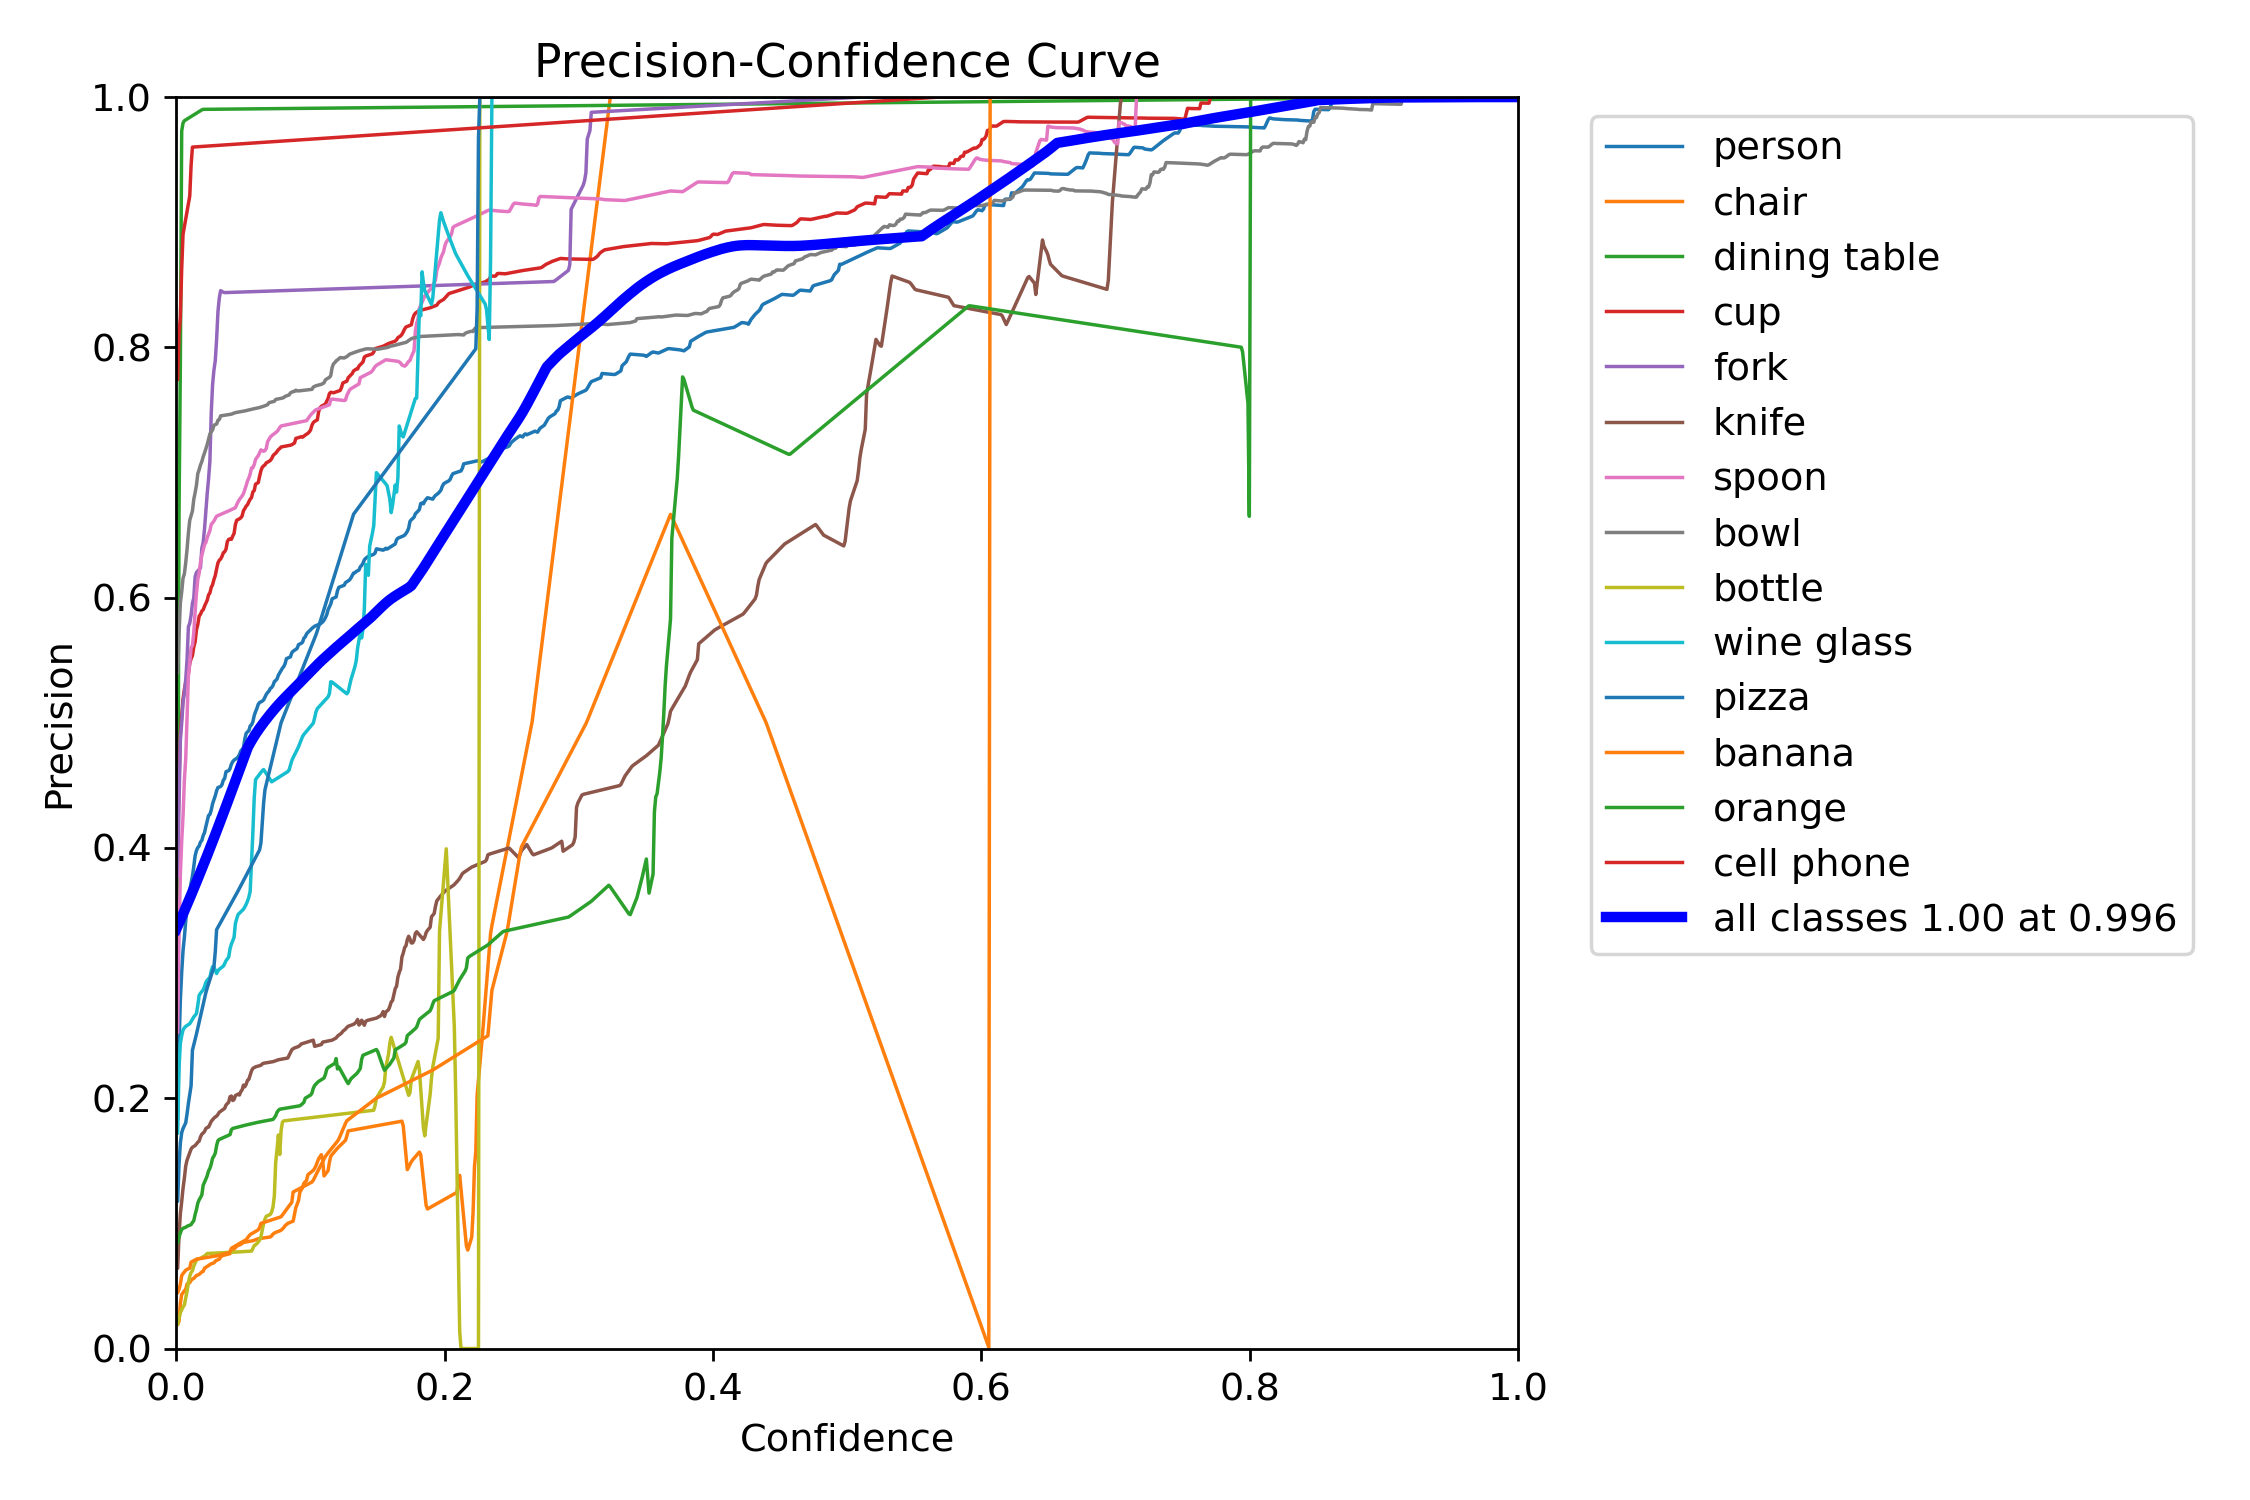 Precision-Confidence Curve
1.0
0.8
0.6
0.4
0.2
0.0
Precision
0.0 0.2 0.4 0.6 0.8 1.0
Confidence
person
chair
dining table
cup
fork
knife
spoon
bowl
bottle
wine glass
pizza
banana
orange
cell phone
all classes 1.00 at 0.996